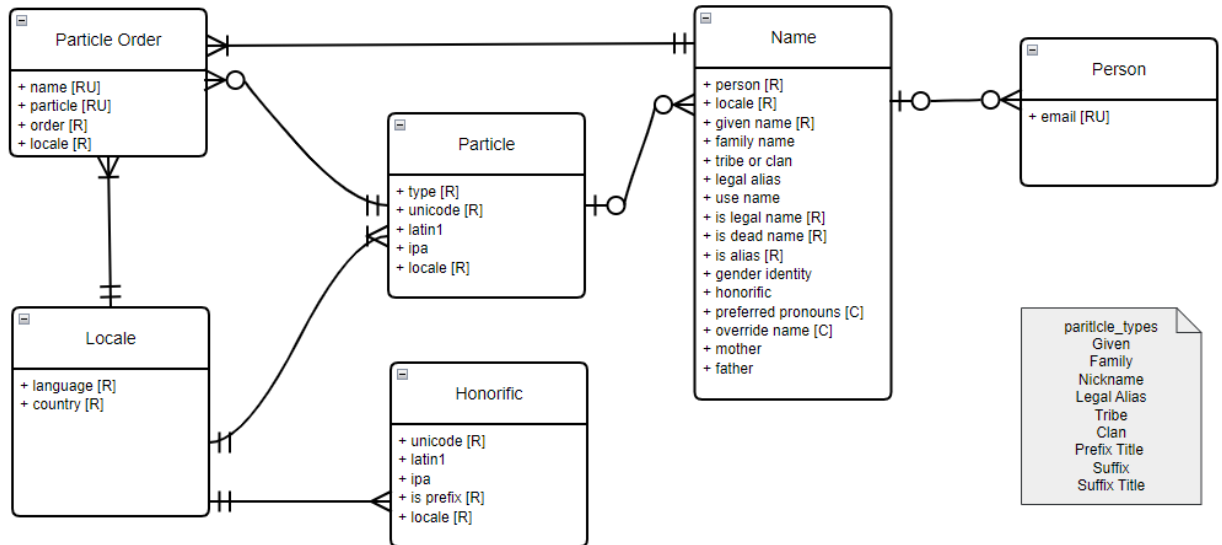 Particle Order
+ name [RU]
+ particle [RU]
+ order [R]
+ locale [R]
Name
+ person [R]
+ locale [R]
+ given name [R]
+ family name
+ tribe or clan
+ legal alias
+ use name
+ is legal name [R]
+ is dead name [R]
+ is alias [R]
+ gender identity
+ honorific
+ preferred pronouns [C]
+ override name [C]
+ mother
+ father
Person
+ email [RU]
Particle
+ type [R]
+ unicode [R]
+ latin1
+ ipa
+ locale [R]
Locale
+ language [R]
+ country [R]
Honorific
+ unicode [R]
+ latin1
+ ipa
+ is prefix [R]
+ locale [R]
paritlcle_types
Given
Family
Nickname
Legal Alias
Tribe
Clan
Prefix Title
Suffix
Suffix Title